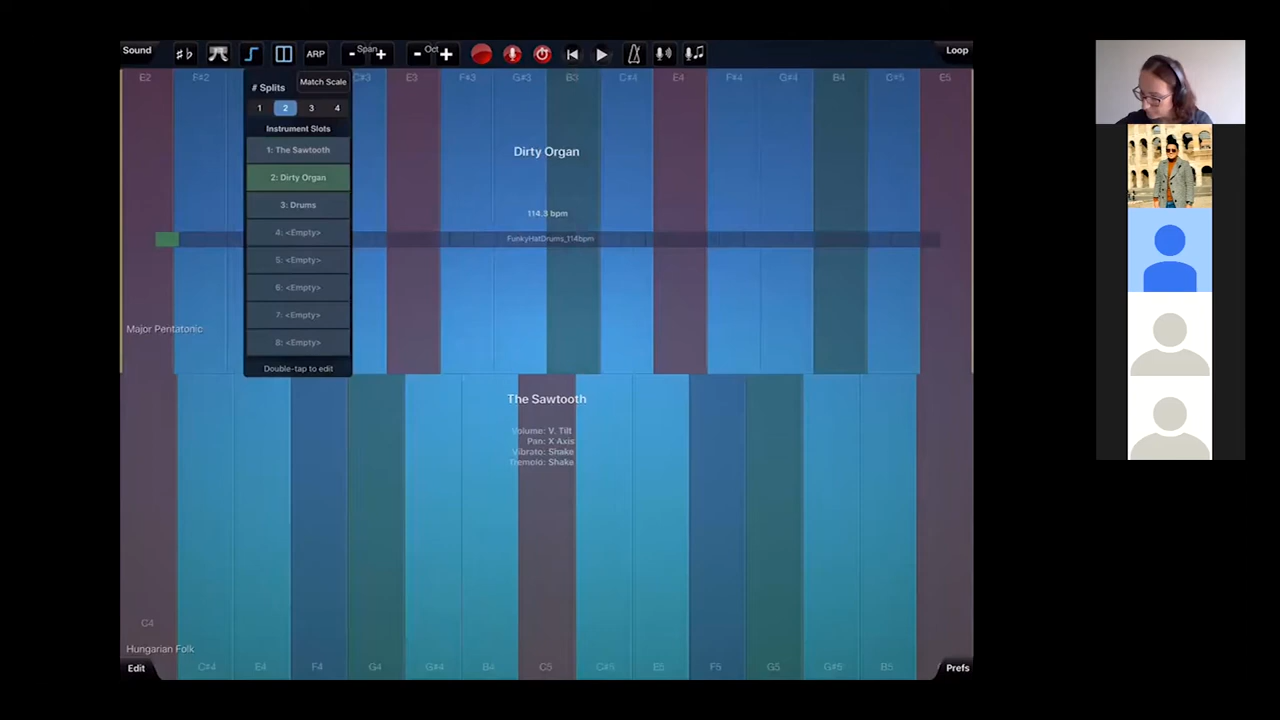 Sound
♯♭
ARP
- Span +
- Oct +
Loop
E2
F#2
C#3
E3
F#3
G#3
B3
C#4
E4
F#4
G#4
B4
C#5
E5
# Splits
Match Scale
1
2
3
4
Instrument Slots
1: The Sawtooth
2: Dirty Organ
3: Drums
4: <Empty>
5: <Empty>
6: <Empty>
7: <Empty>
8: <Empty>
Double-tap to edit
Dirty Organ
114.3 bpm
FunkyHatDrums_114bpm
Major Pentatonic
The Sawtooth
Volume: V. Tilt
Pan: X Axis
Vibrato: Shake
Tremolo: Shake
C4
Hungarian Folk
Edit
C#4
E4
F4
G4
G#4
B4
C5
C#5
E5
F5
G5
G#5
B5
Prefs